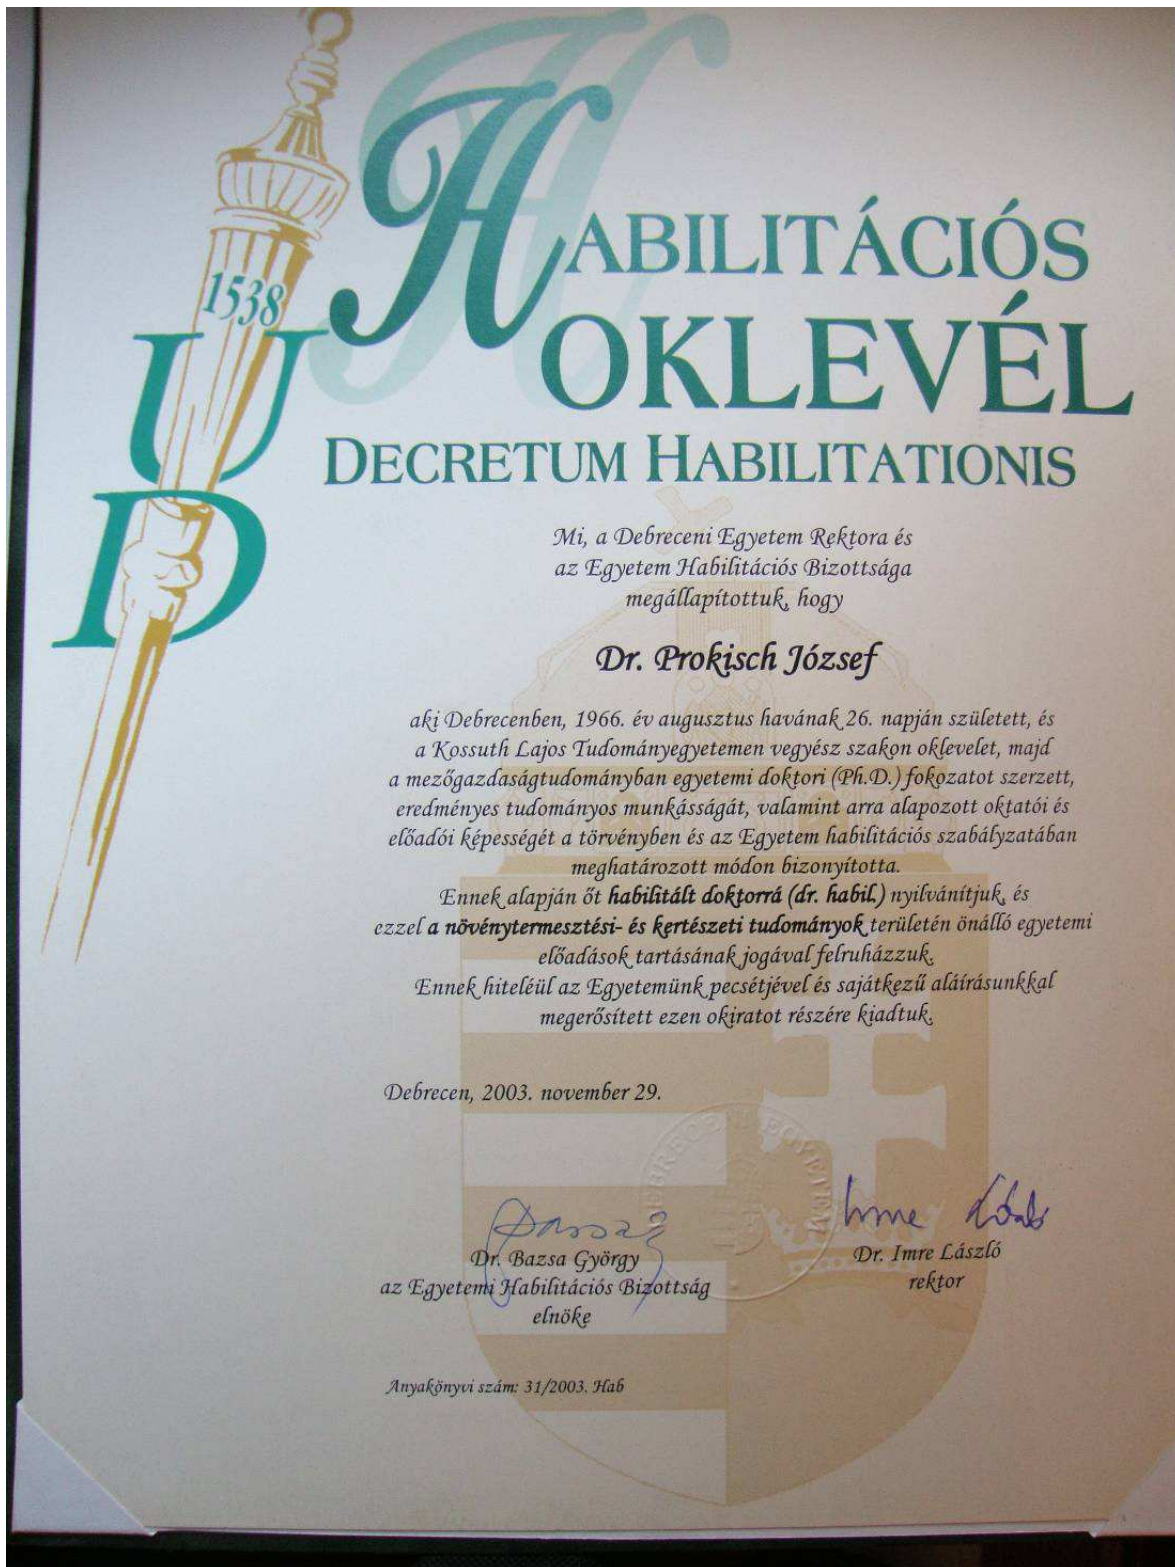 HABILITÁCIÓS
OKLEVÉL
DECRETUM HABILITATIONIS
1538
U
D
Mi, a Debreceni Egyetem Rektora és
az Egyetem Habilitációs Bizottsága
megállapítottuk, hogy
Dr. Prokisch József
aki Debrecenben, 1966. év augusztus havának 26. napján született, és
a Kossuth Lajos Tudományegyetemen vegyész szakon oklevelet, majd
a mezőgazdaságtudományban egyetemi doktori (Ph.D.) fokozatot szerzett,
eredményes tudományos munkásságát, valamint arra alapozott oktatói és
előadói képességét a törvényben és az Egyetem habilitációs szabályzatában
meghatározott módon bizonyította.
Ennek alapján őt habilitált doktorrá (dr. habil.) nyilvánítjuk, és
ezzel a növénytermesztési- és kertészeti tudományok területén önálló egyetemi
előadások tartásának jogával felruházzuk.
Ennek hiteléül az Egyetemünk pecsétjével és sajátkezű aláírásunkkal
megerősített ezen okiratot részére kiadtuk.
Debrecen, 2003. november 29.
DEBRECENI EGYETEM
Imre László
Dr. Bazsa György
az Egyetemi Habilitációs Bizottság
elnöke
Dr. Imre László
rektor
Anyakönyvi szám: 31/2003. Hab